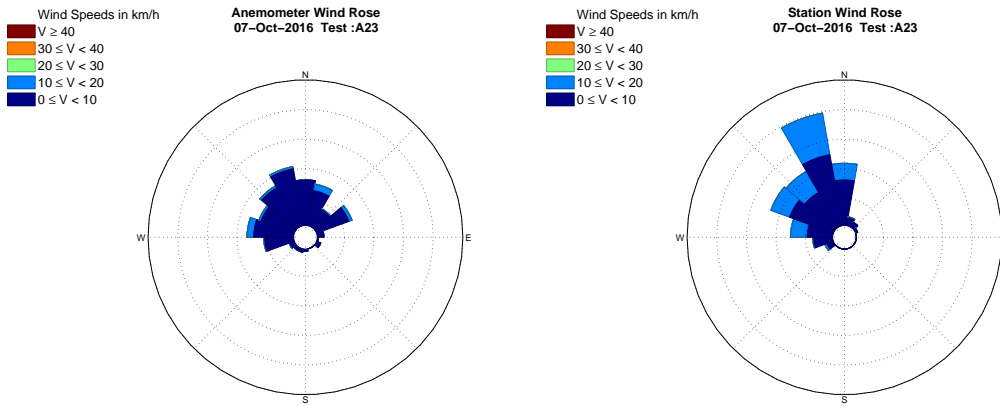 Wind Speeds in km/h
V ≥ 40
30 ≤ V < 40
20 ≤ V < 30
10 ≤ V < 20
0 ≤ V < 10
Anemometer Wind Rose
07−Oct−2016 Test :A23
N
W
E
S
Wind Speeds in km/h
V ≥ 40
30 ≤ V < 40
20 ≤ V < 30
10 ≤ V < 20
0 ≤ V < 10
Station Wind Rose
07−Oct−2016 Test :A23
N
W
S